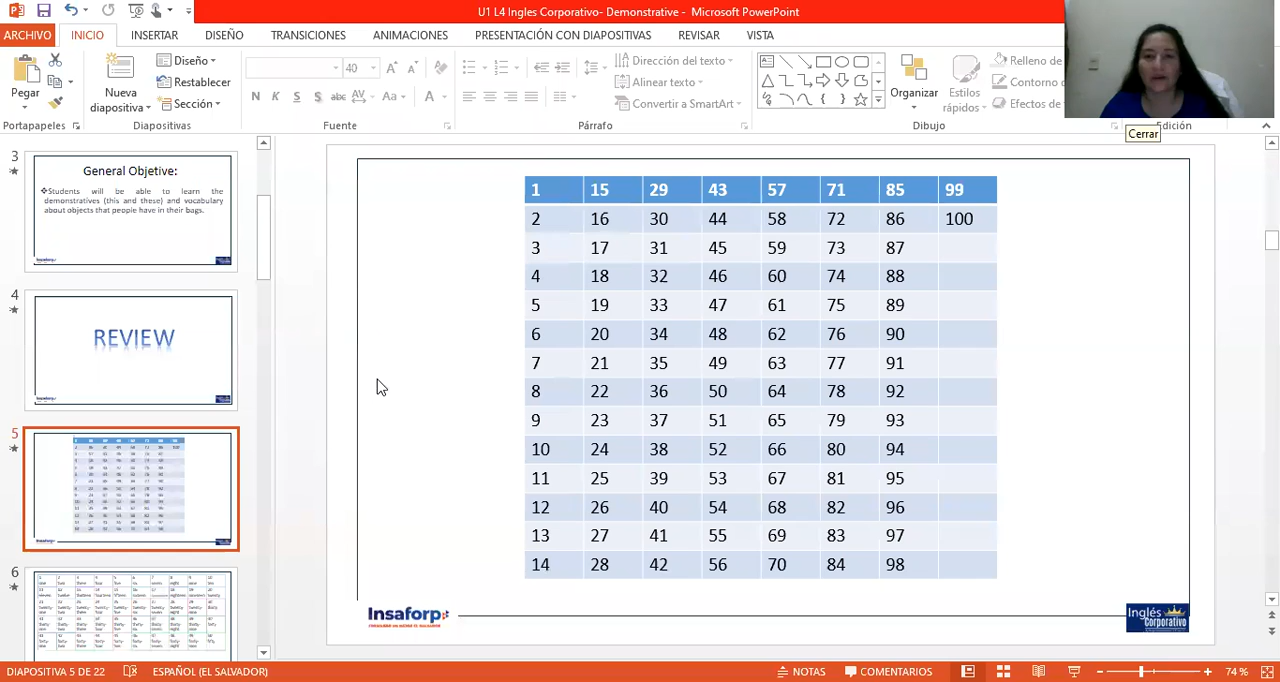 U1 L4 Ingles Corporativo- Demonstrative - Microsoft PowerPoint
ARCHIVO INICIO INSERTAR DISEÑO TRANSICIONES ANIMACIONES PRESENTACIÓN CON DIAPOSITIVAS REVISAR VISTA
Pegar
Nueva diapositiva
Diseño
Restablecer
Sección
40
N K S S abc AV Aa A
Dirección del texto
Alinear texto
Convertir a SmartArt
Organizar
Estilos rápidos
Relleno de
Contorno
Efectos de
Portapapeles Diapositivas Fuente Párrafo Dibujo Edición
Cerrar
3
General Objetive:
Students will be able to learn the
demonstratives (this and these) and vocabulary
about objects that people have in their bags.
4
REVIEW
5
6
1 15 29 43 57 71 85 99
2 16 30 44 58 72 86 100
3 17 31 45 59 73 87
4 18 32 46 60 74 88
5 19 33 47 61 75 89
6 20 34 48 62 76 90
7 21 35 49 63 77 91
8 22 36 50 64 78 92
9 23 37 51 65 79 93
10 24 38 52 66 80 94
11 25 39 53 67 81 95
12 26 40 54 68 82 96
13 27 41 55 69 83 97
14 28 42 56 70 84 98
Insaforp
Inglés
Corporativo
DIAPOSITIVA 5 DE 22 ESPAÑOL (EL SALVADOR) NOTAS COMENTARIOS 74 %